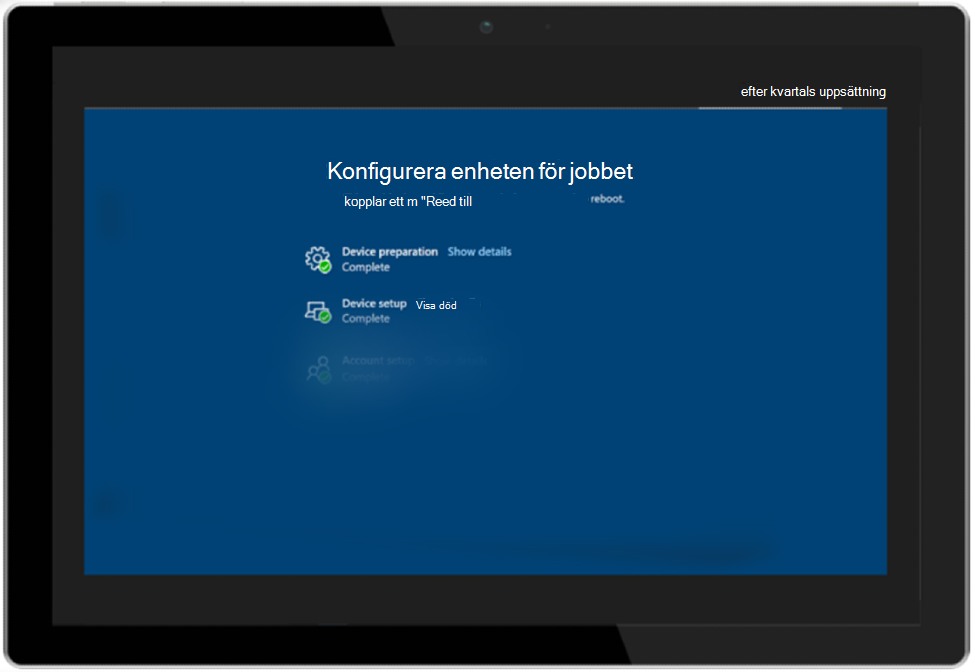 efter kvartals uppsättning
Konfigurera enheten för jobbet
kopplar ett m "Reed till reboot.
Device preparation Show details
Complete
Device setup Visa död
Complete
Account setup
Complete